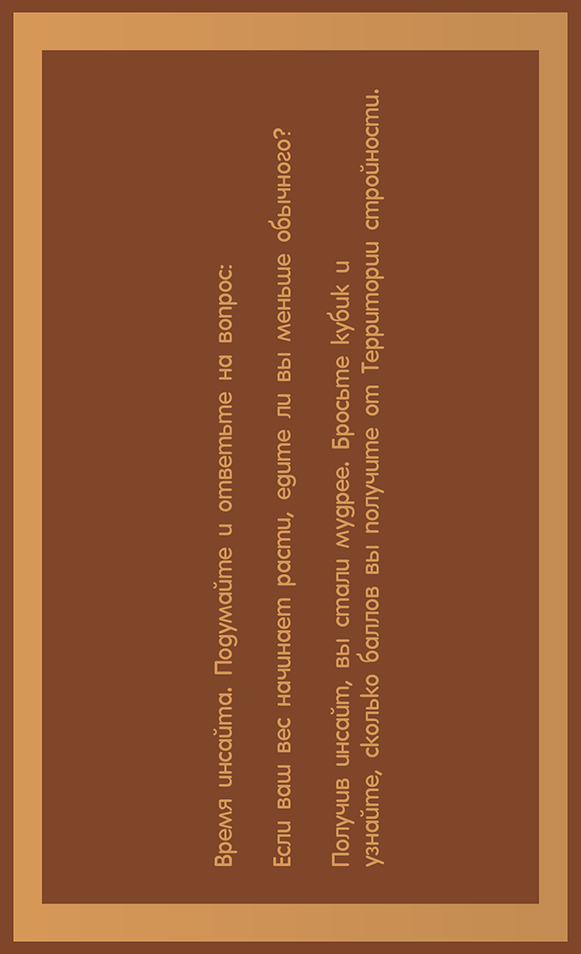 Время инсайта. Подумайте и ответьте на вопрос:
Если ваш вес начинает расти, едите ли вы меньше обычного?
Получив инсайт, вы стали мудрее. Бросьте кубик и
узнайте, сколько баллов вы получите от Территории стройности.